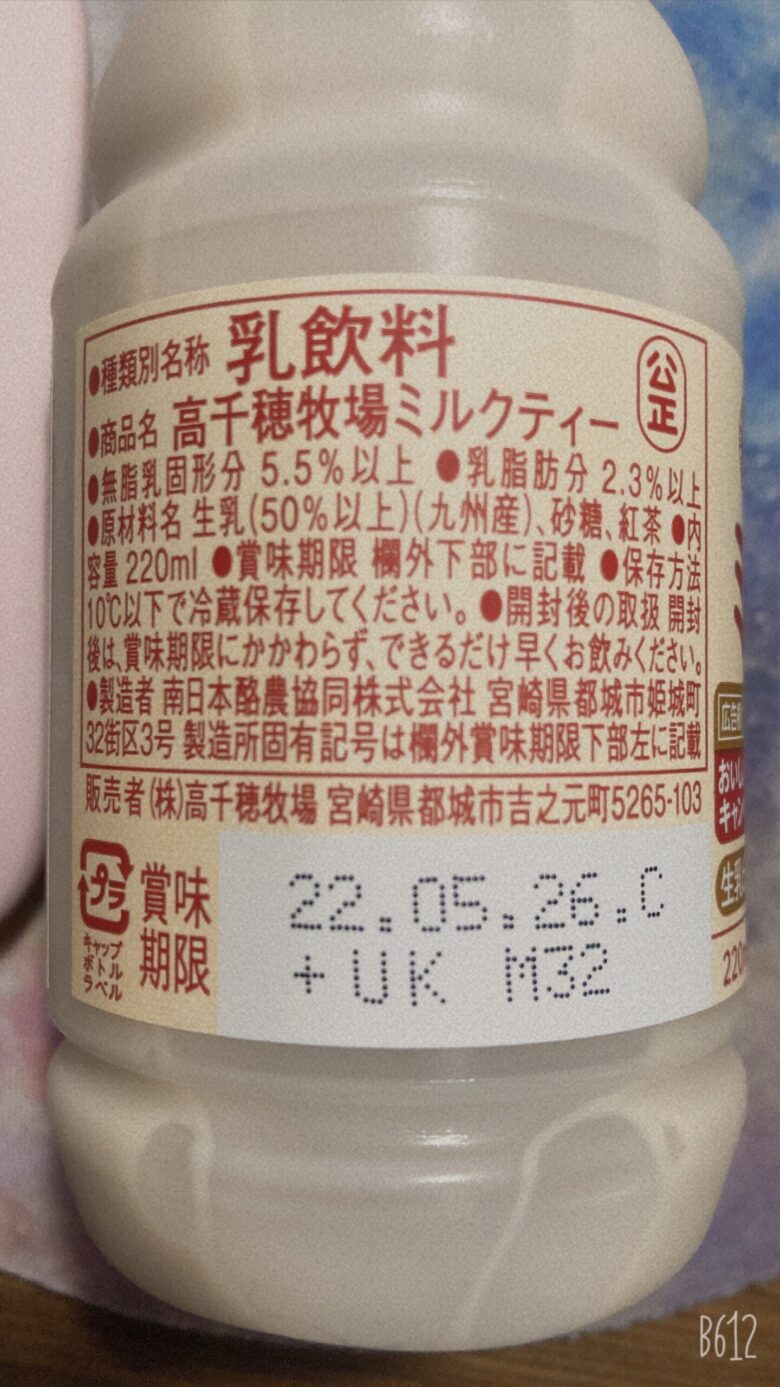 ●種類別名称 乳飲料
公正
●商品名 高千穂牧場ミルクティー
●無脂乳固形分 5.5%以上 ●乳脂肪分 2.3%以上
●原材料名 生乳(50%以上)(九州産)、砂糖、紅茶 ●内
容量 220ml ●賞味期限 欄外下部に記載 ●保存方法
10℃以下で冷蔵保存してください。 ●開封後の取扱 開封
後は、賞味期限にかかわらず、できるだけ早くお飲みください。
●製造者 南日本酪農協同株式会社 宮崎県都城市姫城町
32街区3号 製造所固有記号は欄外賞味期限下部左に記載
販売者 (株)高千穂牧場 宮崎県都城市吉之元町5265-103
プラ
キャップ
ボトル
ラベル
賞味
期限
22.05.26.C
+UK M32
おいし
キャン
生乳
220m
B612